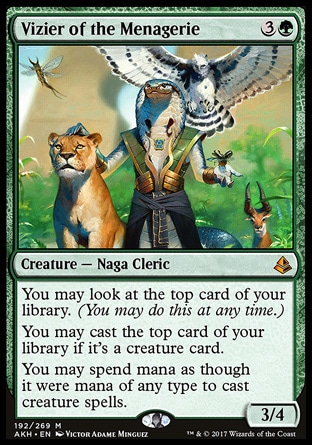 Vizier of the Menagerie 3
Creature — Naga Cleric
You may look at the top card of your
library. (You may do this at any time.)
You may cast the top card of your
library if it's a creature card.
You may spend mana as though
it were mana of any type to cast
creature spells.
3/4
192/269 M
AKH • EN Victor Adame Minguez
™ & © 2017 Wizards of the Coast